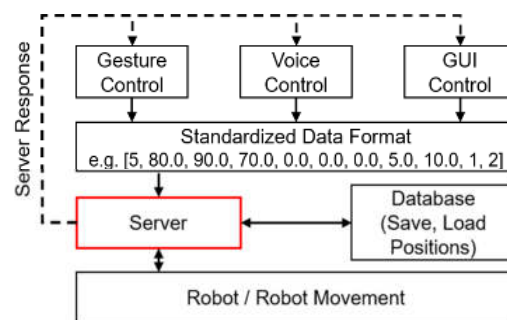 Server Response
Gesture
Control
Voice
Control
GUI
Control
Standardized Data Format
e.g. [5, 80.0, 90.0, 70.0, 0.0, 0.0, 0.0, 5.0, 10.0, 1, 2]
Server
Database
(Save, Load
Positions)
Robot / Robot Movement